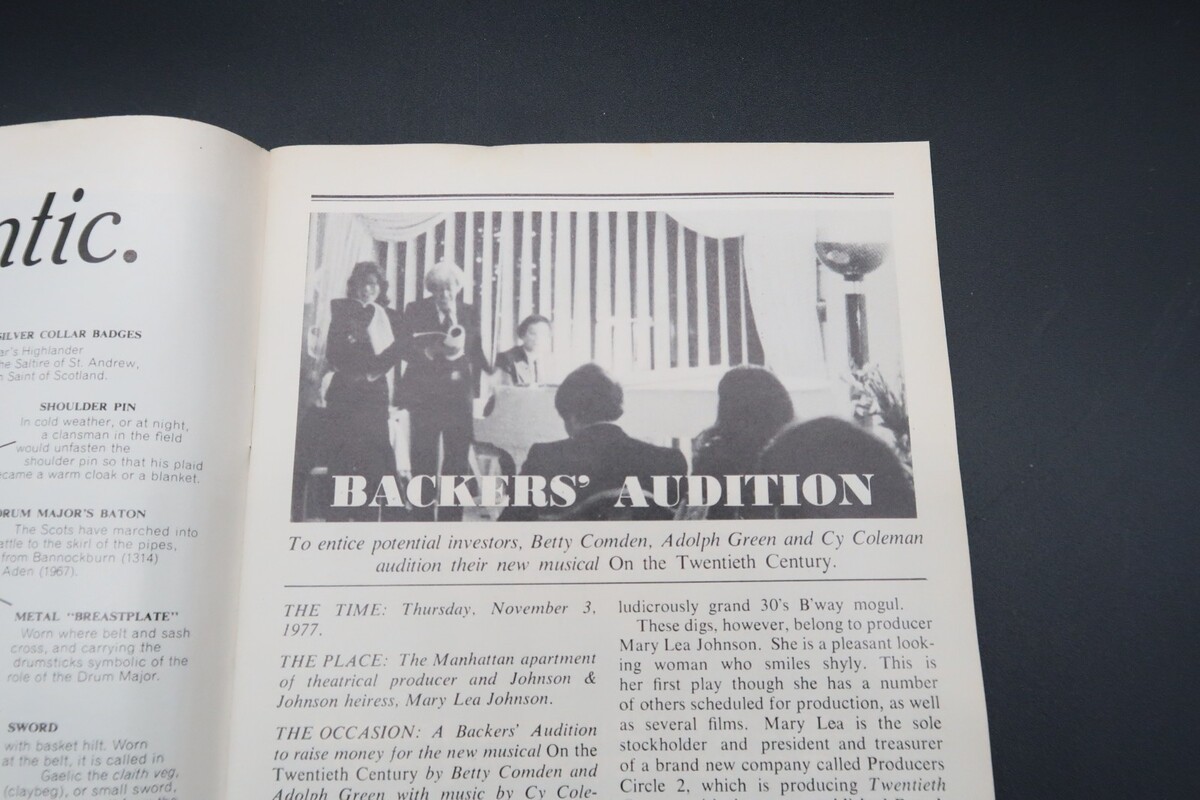 ntic.
SILVER COLLAR BADGES
ar's Highlander
he Saltire of St. Andrew,
n Saint of Scotland.
SHOULDER PIN
In cold weather, or at night,
a clansman in the field
would unfasten the
shoulder pin so that his plaid
ecame a warm cloak or a blanket.
DRUM MAJOR'S BATON
The Scots have marched into
attle to the skirl of the pipes,
from Bannockburn (1314)
Aden (1967).
METAL "BREASTPLATE"
Worn where belt and sash
cross, and carrying the
drumsticks symbolic of the
role of the Drum Major.
SWORD
with basket hilt. Worn
at the belt, it is called in
Gaelic the claith veg,
(claybeg), or small sword,
BACKERS' AUDITION
To entice potential investors, Betty Comden, Adolph Green and Cy Coleman
audition their new musical On the Twentieth Century.
THE TIME: Thursday, November 3,
1977.
THE PLACE: The Manhattan apartment
of theatrical producer and Johnson &
Johnson heiress, Mary Lea Johnson.
THE OCCASION: A Backers' Audition
to raise money for the new musical On the
Twentieth Century by Betty Comden and
Adolph Green with music by Cy Cole-
ludicrously grand 30's B'way mogul.
These digs, however, belong to producer
Mary Lea Johnson. She is a pleasant look-
ing woman who smiles shyly. This is
her first play though she has a number
of others scheduled for production, as well
as several films. Mary Lea is the sole
stockholder and president and treasurer
of a brand new company called Producers
Circle 2, which is producing Twentieth